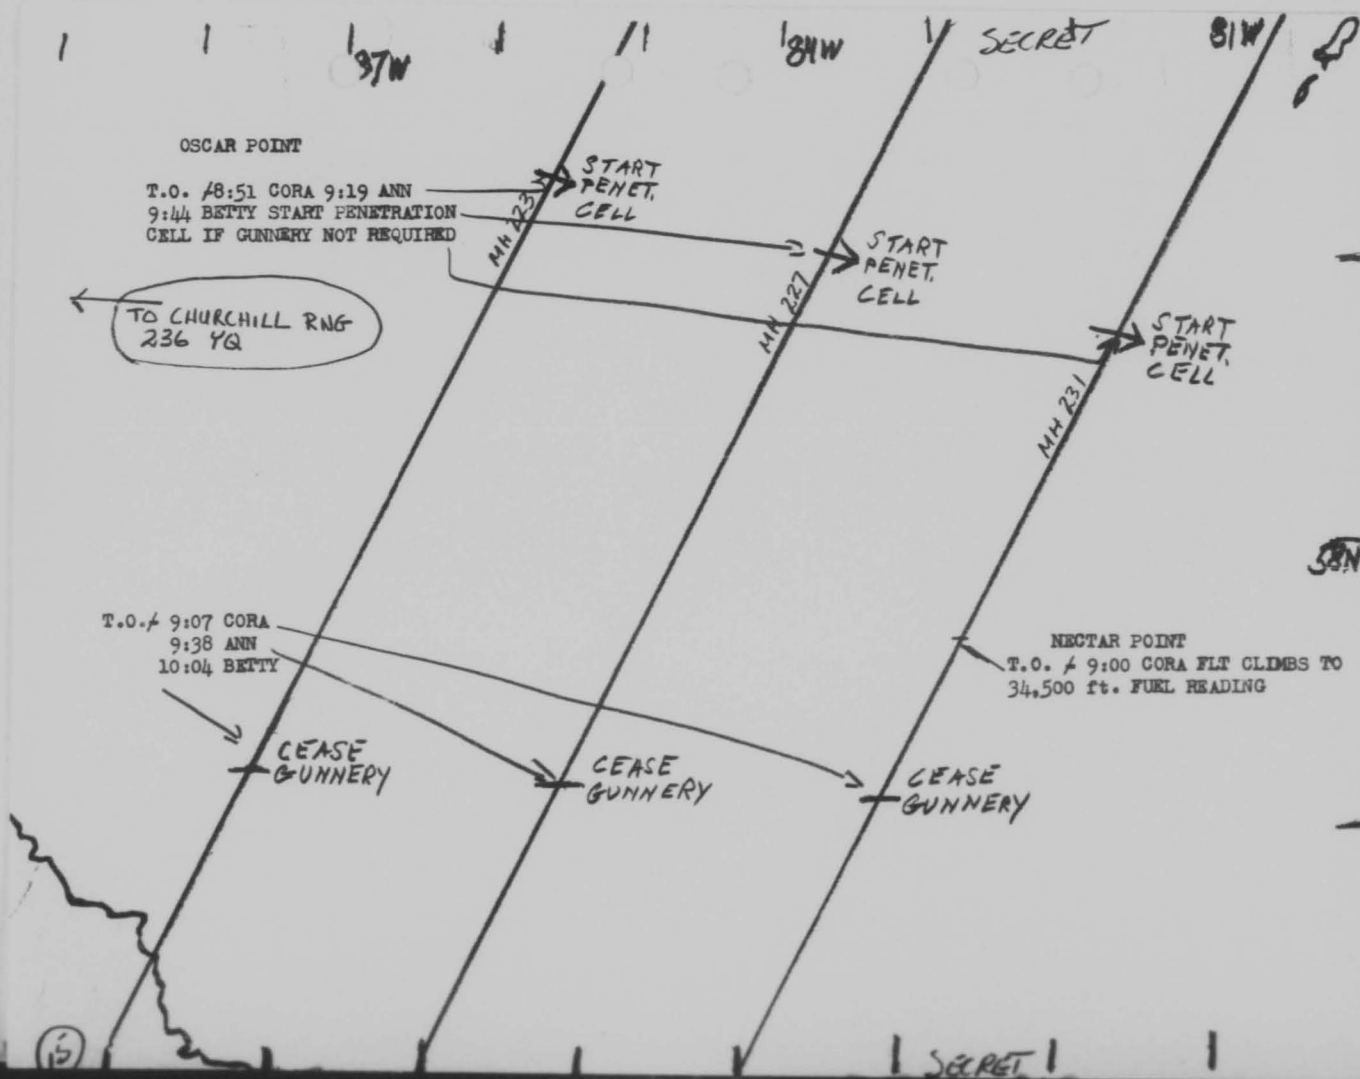 87W
84W
SECRET
81W
OSCAR POINT
T.O. /8:51 CORA 9:19 ANN
9:44 BETTY START PENETRATION
CELL IF GUNNERY NOT REQUIRED
START
PENET.
CELL
MH 223
START
PENET.
CELL
MH 227
START
PENET.
CELL
MH 231
TO CHURCHILL RNG
236 YQ
58N
T.O./ 9:07 CORA
9:38 ANN
10:04 BETTY
NECTAR POINT
T.O. / 9:00 CORA FLT CLIMBS TO
34,500 ft. FUEL READING
CEASE
GUNNERY
CEASE
GUNNERY
CEASE
GUNNERY
SECRET